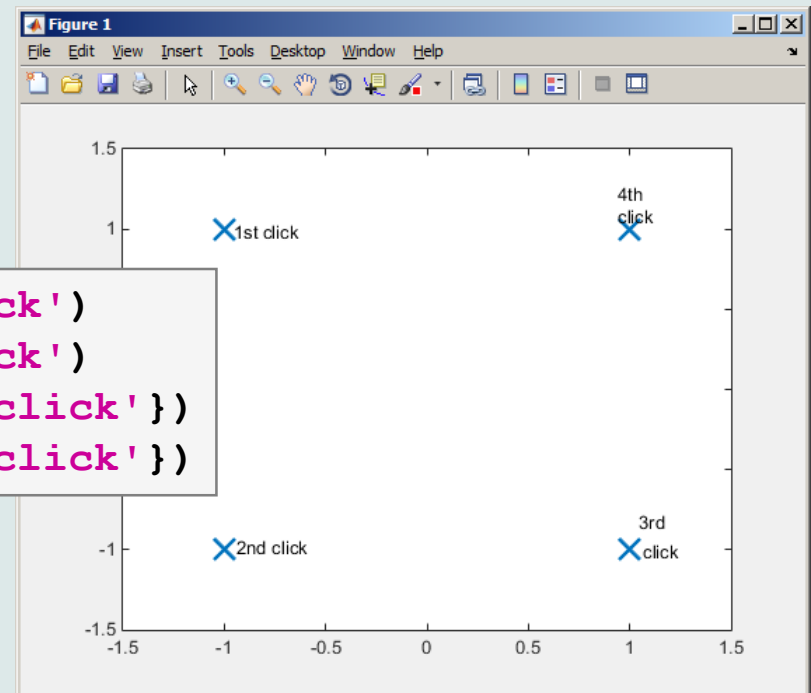 Figure 1
File Edit View Insert Tools Desktop Window Help
1.5
4th
click
1
1st click
ck')
ck')
click'})
click'})
3rd
click
-1
2nd click
-1.5
-1.5 -1 -0.5 0 0.5 1 1.5